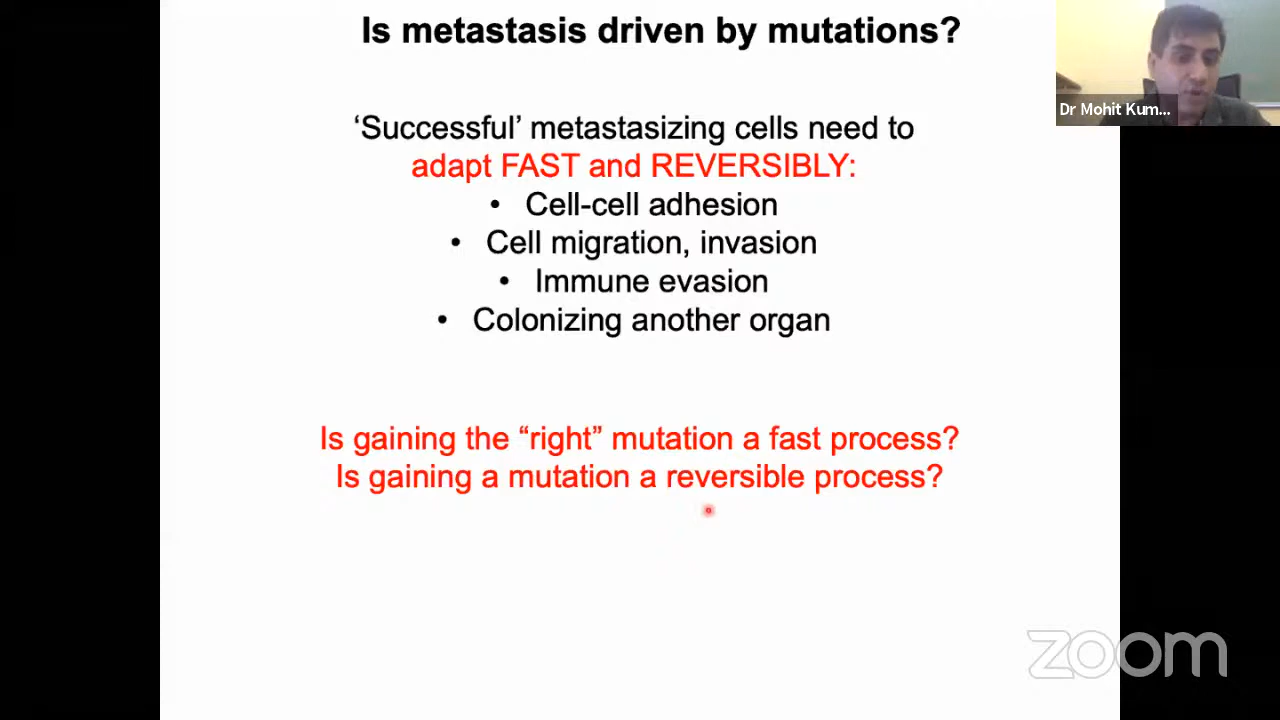 Is metastasis driven by mutations?
Dr Mohit Kum...
‘Successful’ metastasizing cells need to
adapt FAST and REVERSIBLY:
• Cell-cell adhesion
• Cell migration, invasion
• Immune evasion
• Colonizing another organ
Is gaining the “right” mutation a fast process?
Is gaining a mutation a reversible process?
zoom